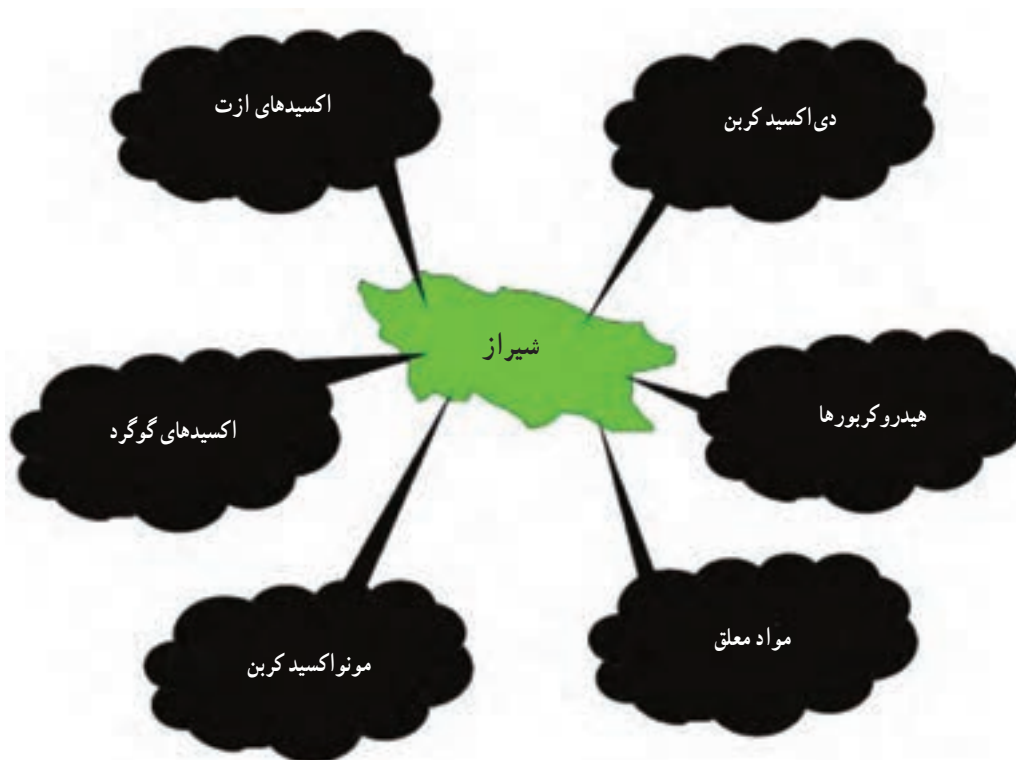 دی‌اکسید کربن
اکسیدهای ازت
شیراز
هیدروکربورها
اکسیدهای گوگرد
مواد معلق
مونواکسید کربن